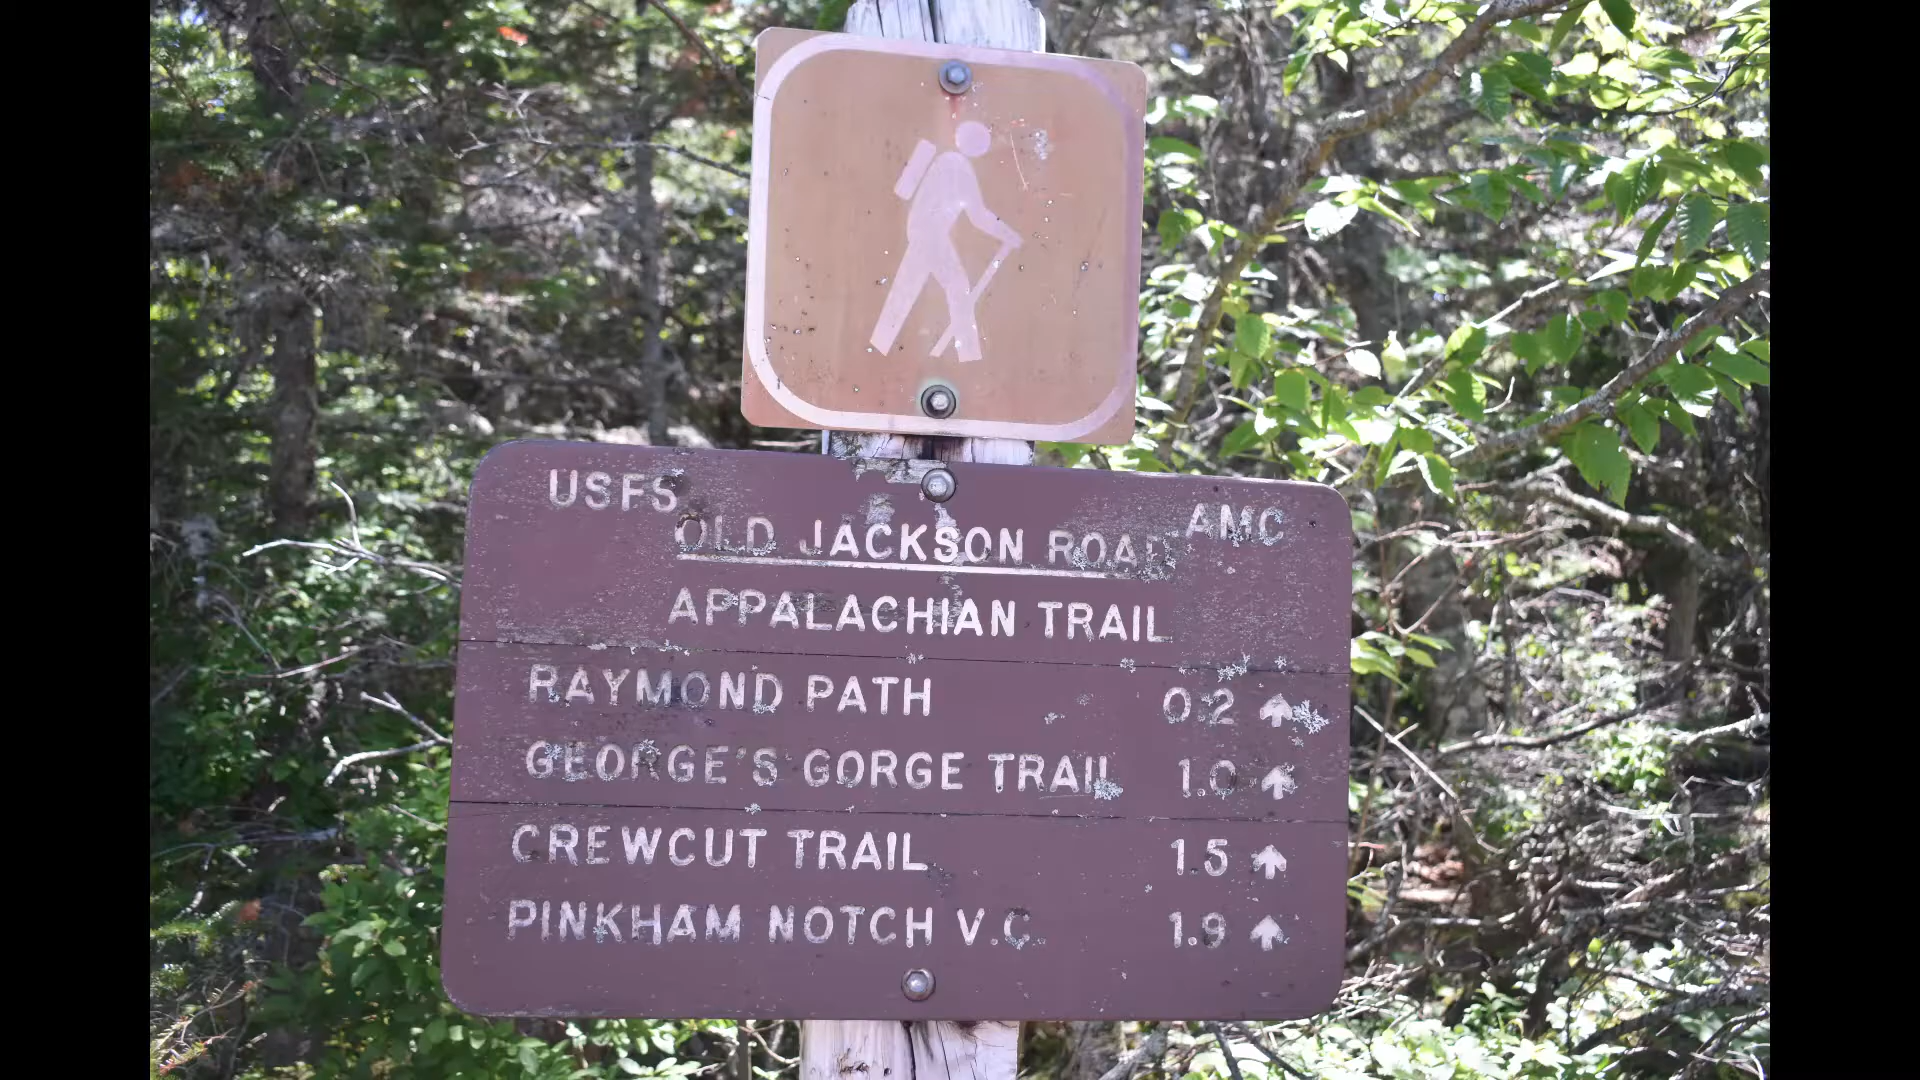 USFS
AMC
OLD JACKSON ROAD
APPALACHIAN TRAIL
RAYMOND PATH 0.2
GEORGE'S GORGE TRAIL 1.0
CREWCUT TRAIL 1.5
PINKHAM NOTCH V.C. 1.9